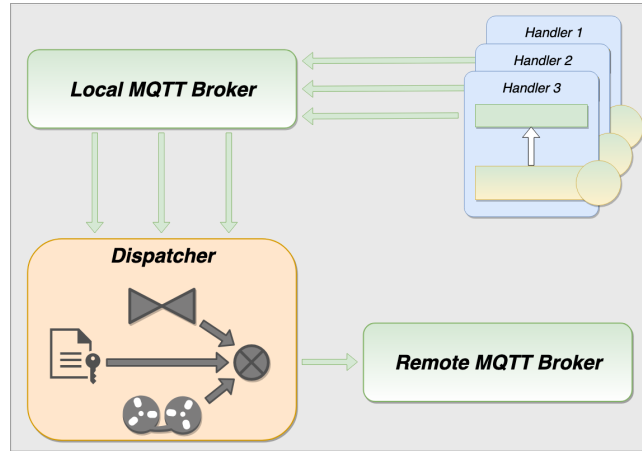 Handler 1
Handler 2
Handler 3
Local MQTT Broker
Dispatcher
Remote MQTT Broker